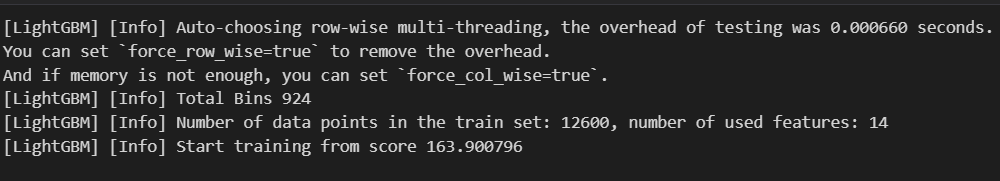 [LightGBM] [Info] Auto-choosing row-wise multi-threading, the overhead of testing was 0.000660 seconds.
You can set `force_row_wise=true` to remove the overhead.
And if memory is not enough, you can set `force_col_wise=true`.
[LightGBM] [Info] Total Bins 924
[LightGBM] [Info] Number of data points in the train set: 12600, number of used features: 14
[LightGBM] [Info] Start training from score 163.900796